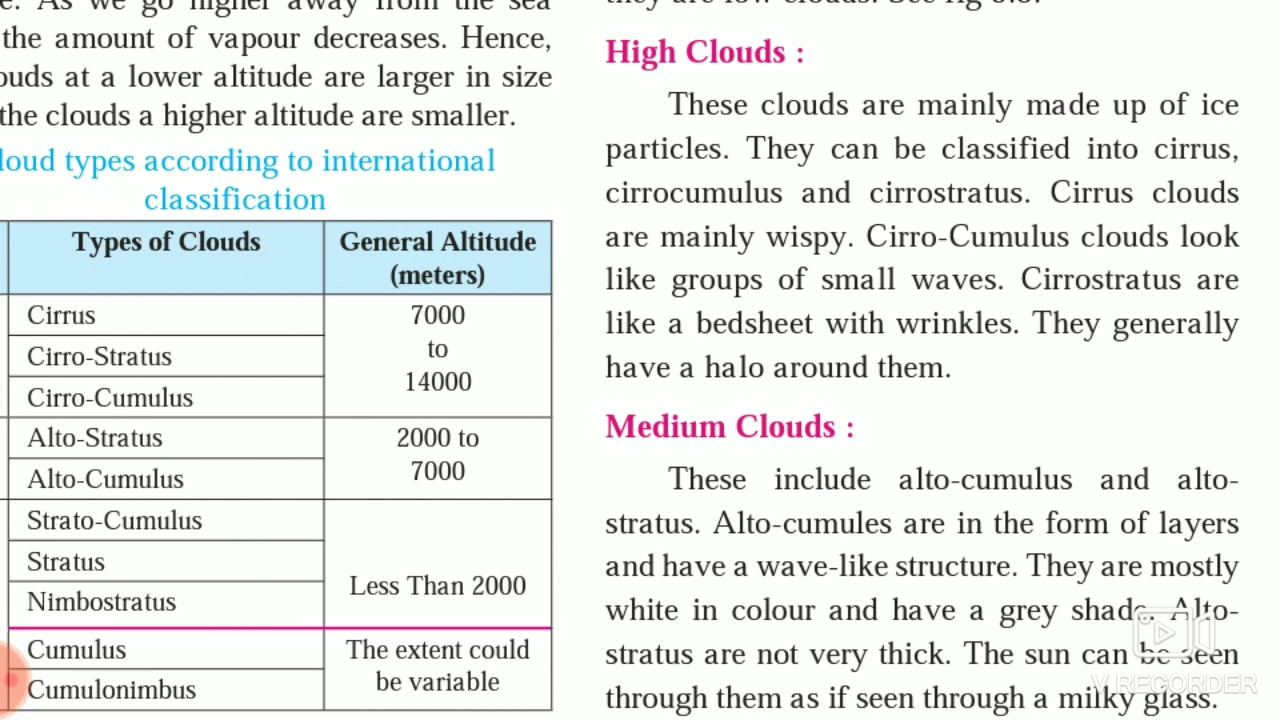 e. As we go higher away from the sea
the amount of vapour decreases. Hence,
ouds at a lower altitude are larger in size
the clouds a higher altitude are smaller.
loud types according to international
classification
Types of Clouds General Altitude
(meters)
Cirrus 7000
Cirro-Stratus to
Cirro-Cumulus 14000
Alto-Stratus 2000 to
Alto-Cumulus 7000
Strato-Cumulus
Stratus
Nimbostratus Less Than 2000
Cumulus The extent could
Cumulonimbus be variable
they are low clouds. See fig
High Clouds :
These clouds are mainly made up of ice
particles. They can be classified into cirrus,
cirrocumulus and cirrostratus. Cirrus clouds
are mainly wispy. Cirro-Cumulus clouds look
like groups of small waves. Cirrostratus are
like a bedsheet with wrinkles. They generally
have a halo around them.
Medium Clouds :
These include alto-cumulus and alto-
stratus. Alto-cumules are in the form of layers
and have a wave-like structure. They are mostly
white in colour and have a grey shade. Alto-
stratus are not very thick. The sun can be seen
through them as if seen through a milky glass.
V RECORDER